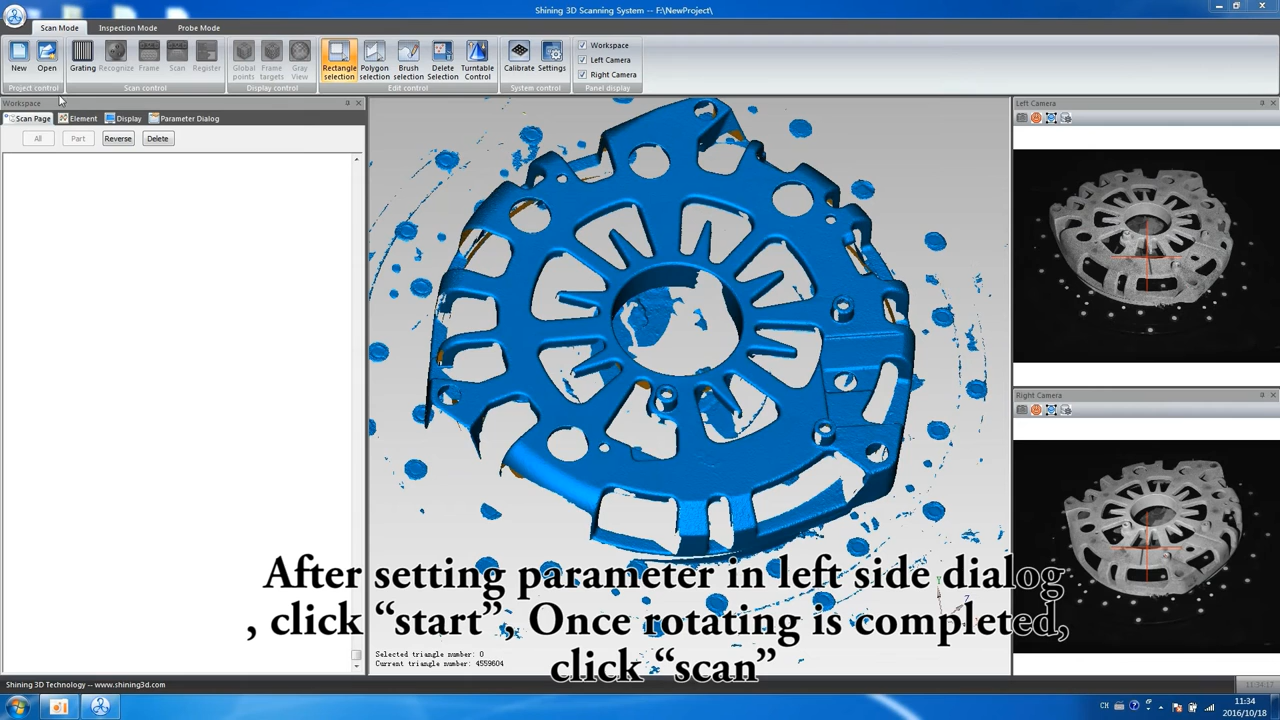 Shining 3D Scanning System -- F:\NewProject\
Scan Mode Inspection Mode Probe Mode
New Open Grating Recognize Frame Scan Register Global points Frame targets Gray View Rectangle selection Polygon selection Brush selection Delete Selection Turntable Control Calibrate Settings
Workspace
Left Camera
Right Camera
Project control Scan control Display control Edit control System control Panel display
Workspace
Left Camera
Scan Page Element Display Parameter Dialog
All Part Reverse Delete
Right Camera
After setting parameter in left side dialog
, click “start”, Once rotating is completed,
click “scan”
Selected triangle number: 0
Current triangle number: 4559604
Shining 3D Technology -- www.shining3d.com
11:34:17
CH
11:34
2016/10/18